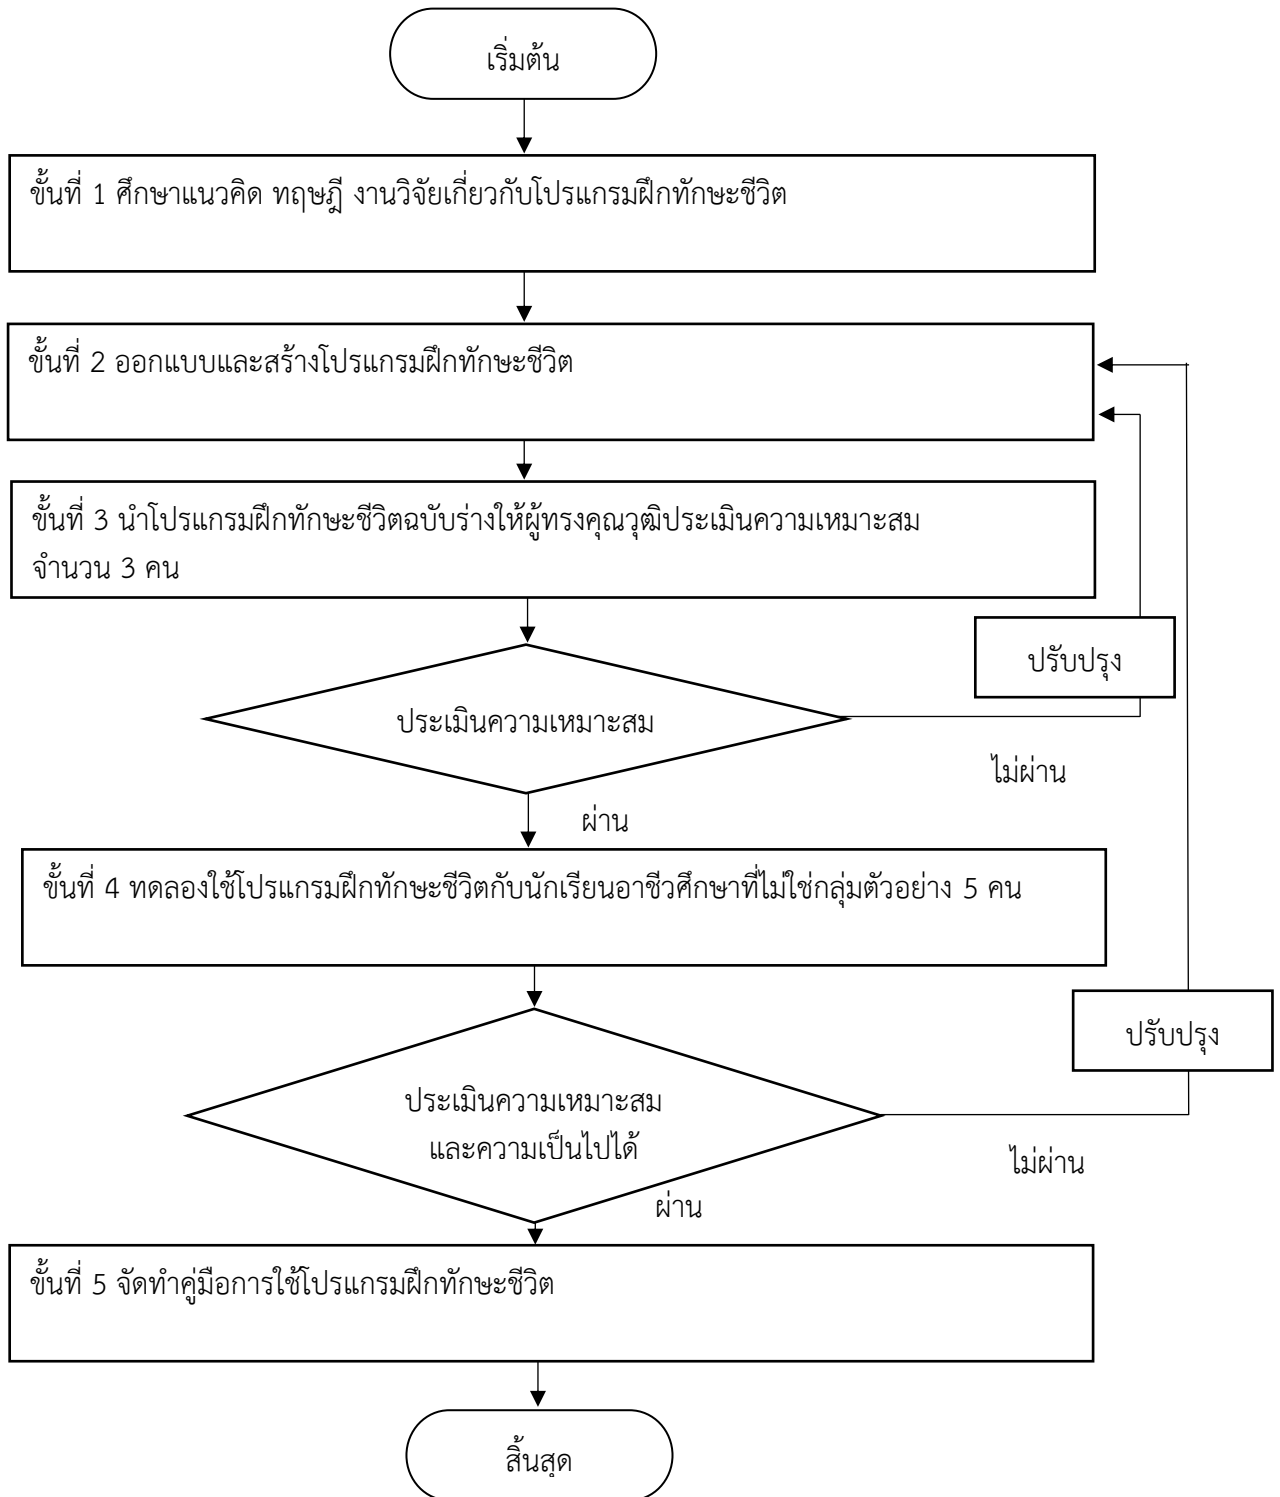 เริ่มต้น
ขั้นที่ 1 ศึกษาแนวคิด ทฤษฎี งานวิจัยเกี่ยวกับโปรแกรมฝึกทักษะชีวิต
ขั้นที่ 2 ออกแบบและสร้างโปรแกรมฝึกทักษะชีวิต
ขั้นที่ 3 นำโปรแกรมฝึกทักษะชีวิตฉบับร่างให้ผู้ทรงคุณวุฒิประเมินความเหมาะสม
จำนวน 3 คน
ปรับปรุง
ประเมินความเหมาะสม
ไม่ผ่าน
ผ่าน
ขั้นที่ 4 ทดลองใช้โปรแกรมฝึกทักษะชีวิตกับนักเรียนอาชีวศึกษาที่ไม่ใช่กลุ่มตัวอย่าง 5 คน
ปรับปรุง
ประเมินความเหมาะสม
และความเป็นไปได้
ไม่ผ่าน
ผ่าน
ขั้นที่ 5 จัดทำคู่มือการใช้โปรแกรมฝึกทักษะชีวิต
สิ้นสุด